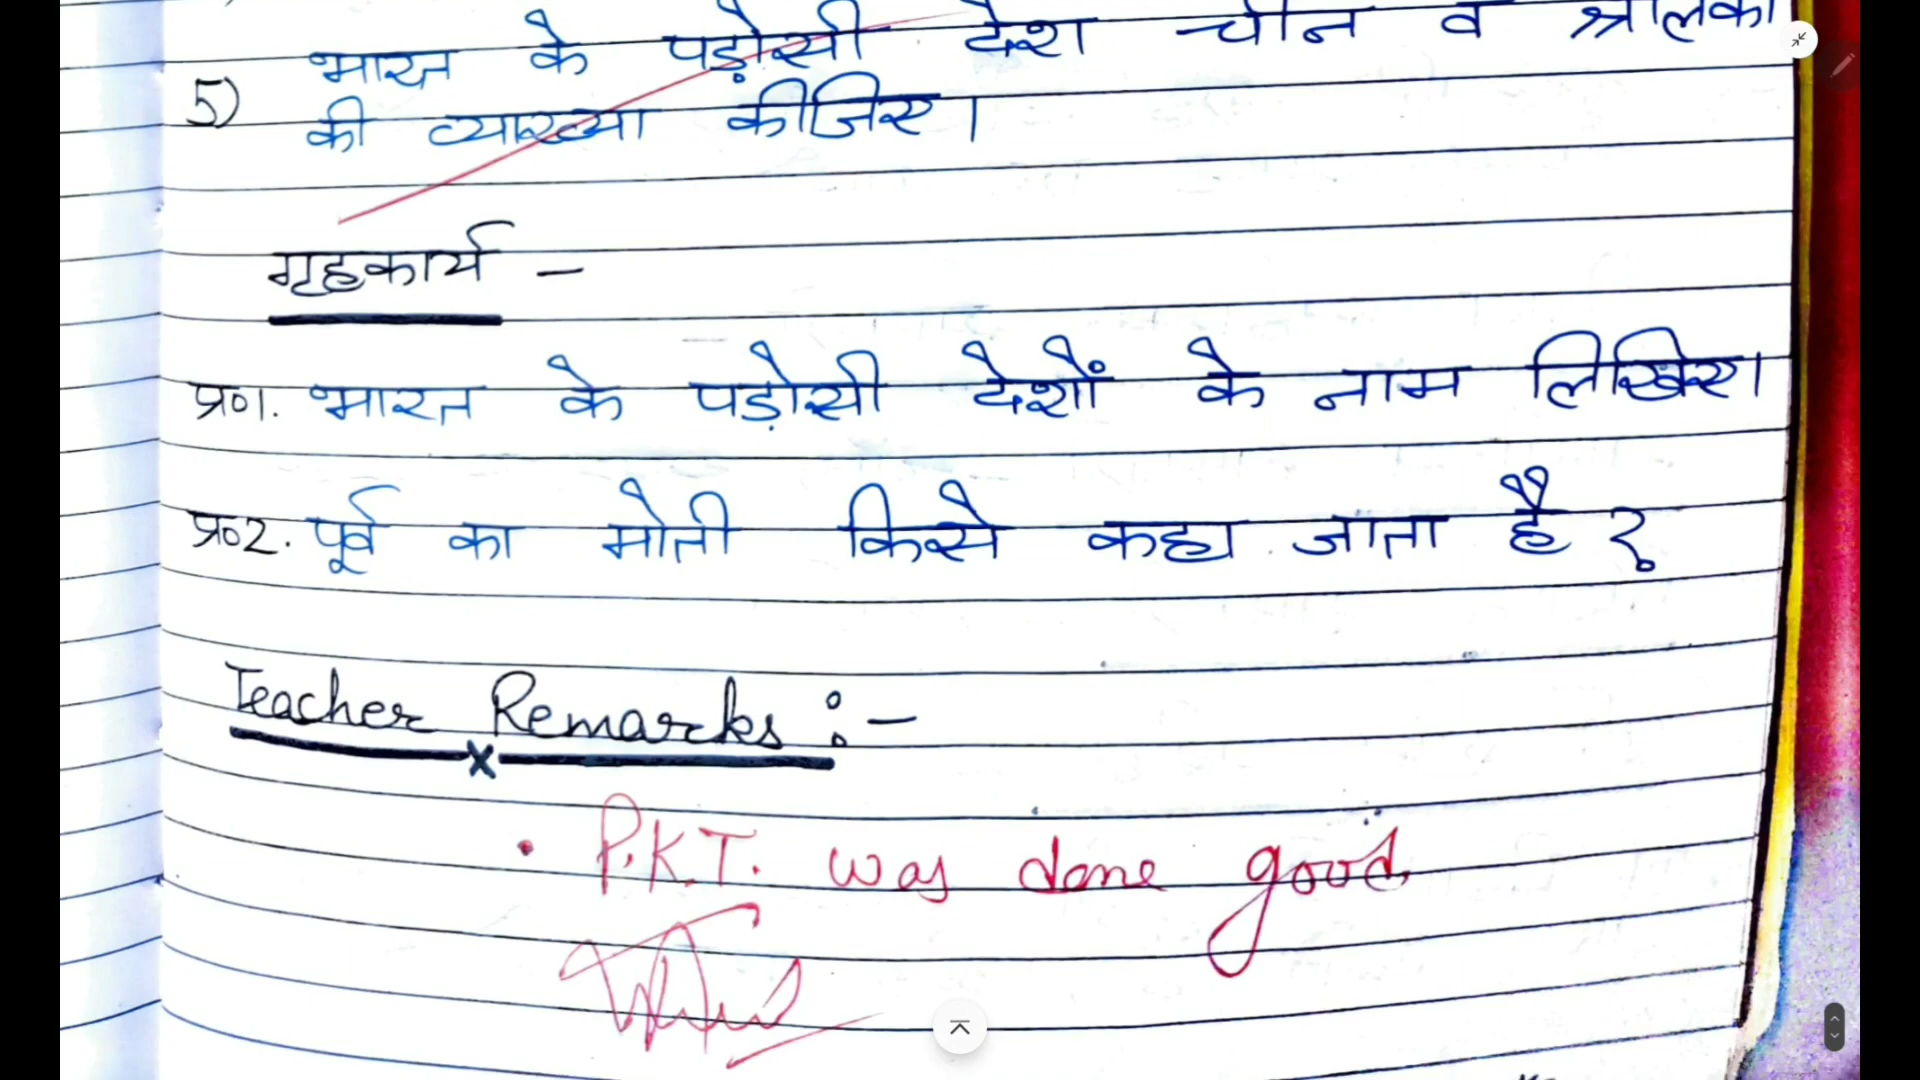 भारत के पड़ोसी देश चीन व श्रीलंका
5) की व्याख्या कीजिए।
गृहकार्य –
प्र०1. भारत के पड़ोसी देशों के नाम लिखिए।
प्र०2. पूर्व का मोती किसे कहा जाता है ?
Teacher Remarks :-
• P.K.T. was done good